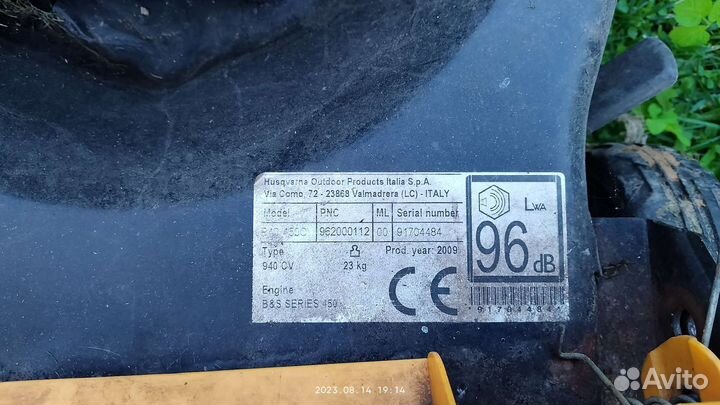 Husqvarna Outdoor Products Italia S.p.A.
Via Como, 72 - 23868 Valmadrera (LC) - ITALY
Model PNC ML Serial number
962000112 00 91704484
Type Prod. year: 2009
940 CV 23 kg
Engine
B&S SERIES 450
CE
LWA
96 dB
*91704484*
2023.08.14 19:14
Avito